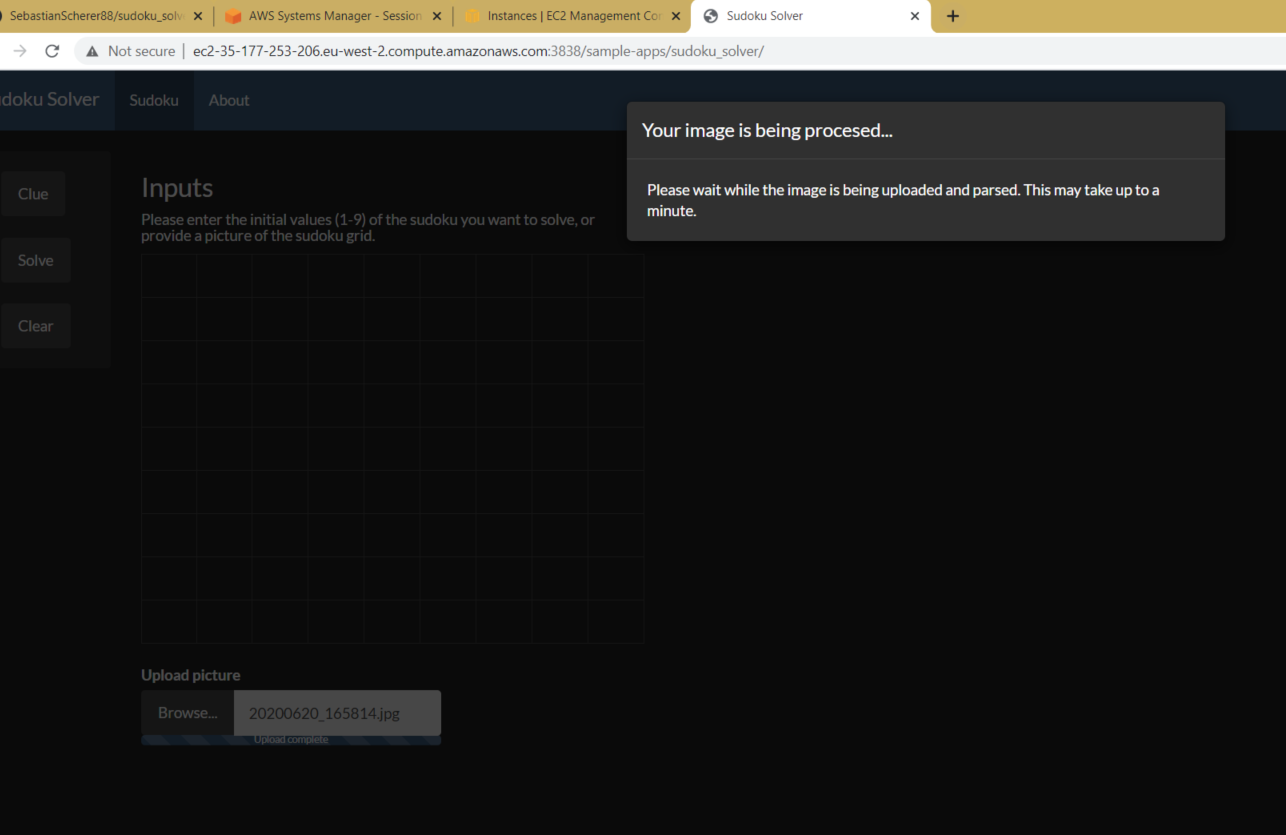 SebastianScherer88/sudoku_solv
AWS Systems Manager - Session
Instances | EC2 Management Con
Sudoku Solver
Not secure | ec2-35-177-253-206.eu-west-2.compute.amazonaws.com:3838/sample-apps/sudoku_solver/
doku Solver
Sudoku
About
Your image is being procesed...
Please wait while the image is being uploaded and parsed. This may take up to a
minute.
Clue
Solve
Clear
Inputs
Please enter the initial values (1-9) of the sudoku you want to solve, or
provide a picture of the sudoku grid.
Upload picture
Browse...
20200620_165814.jpg
Upload complete